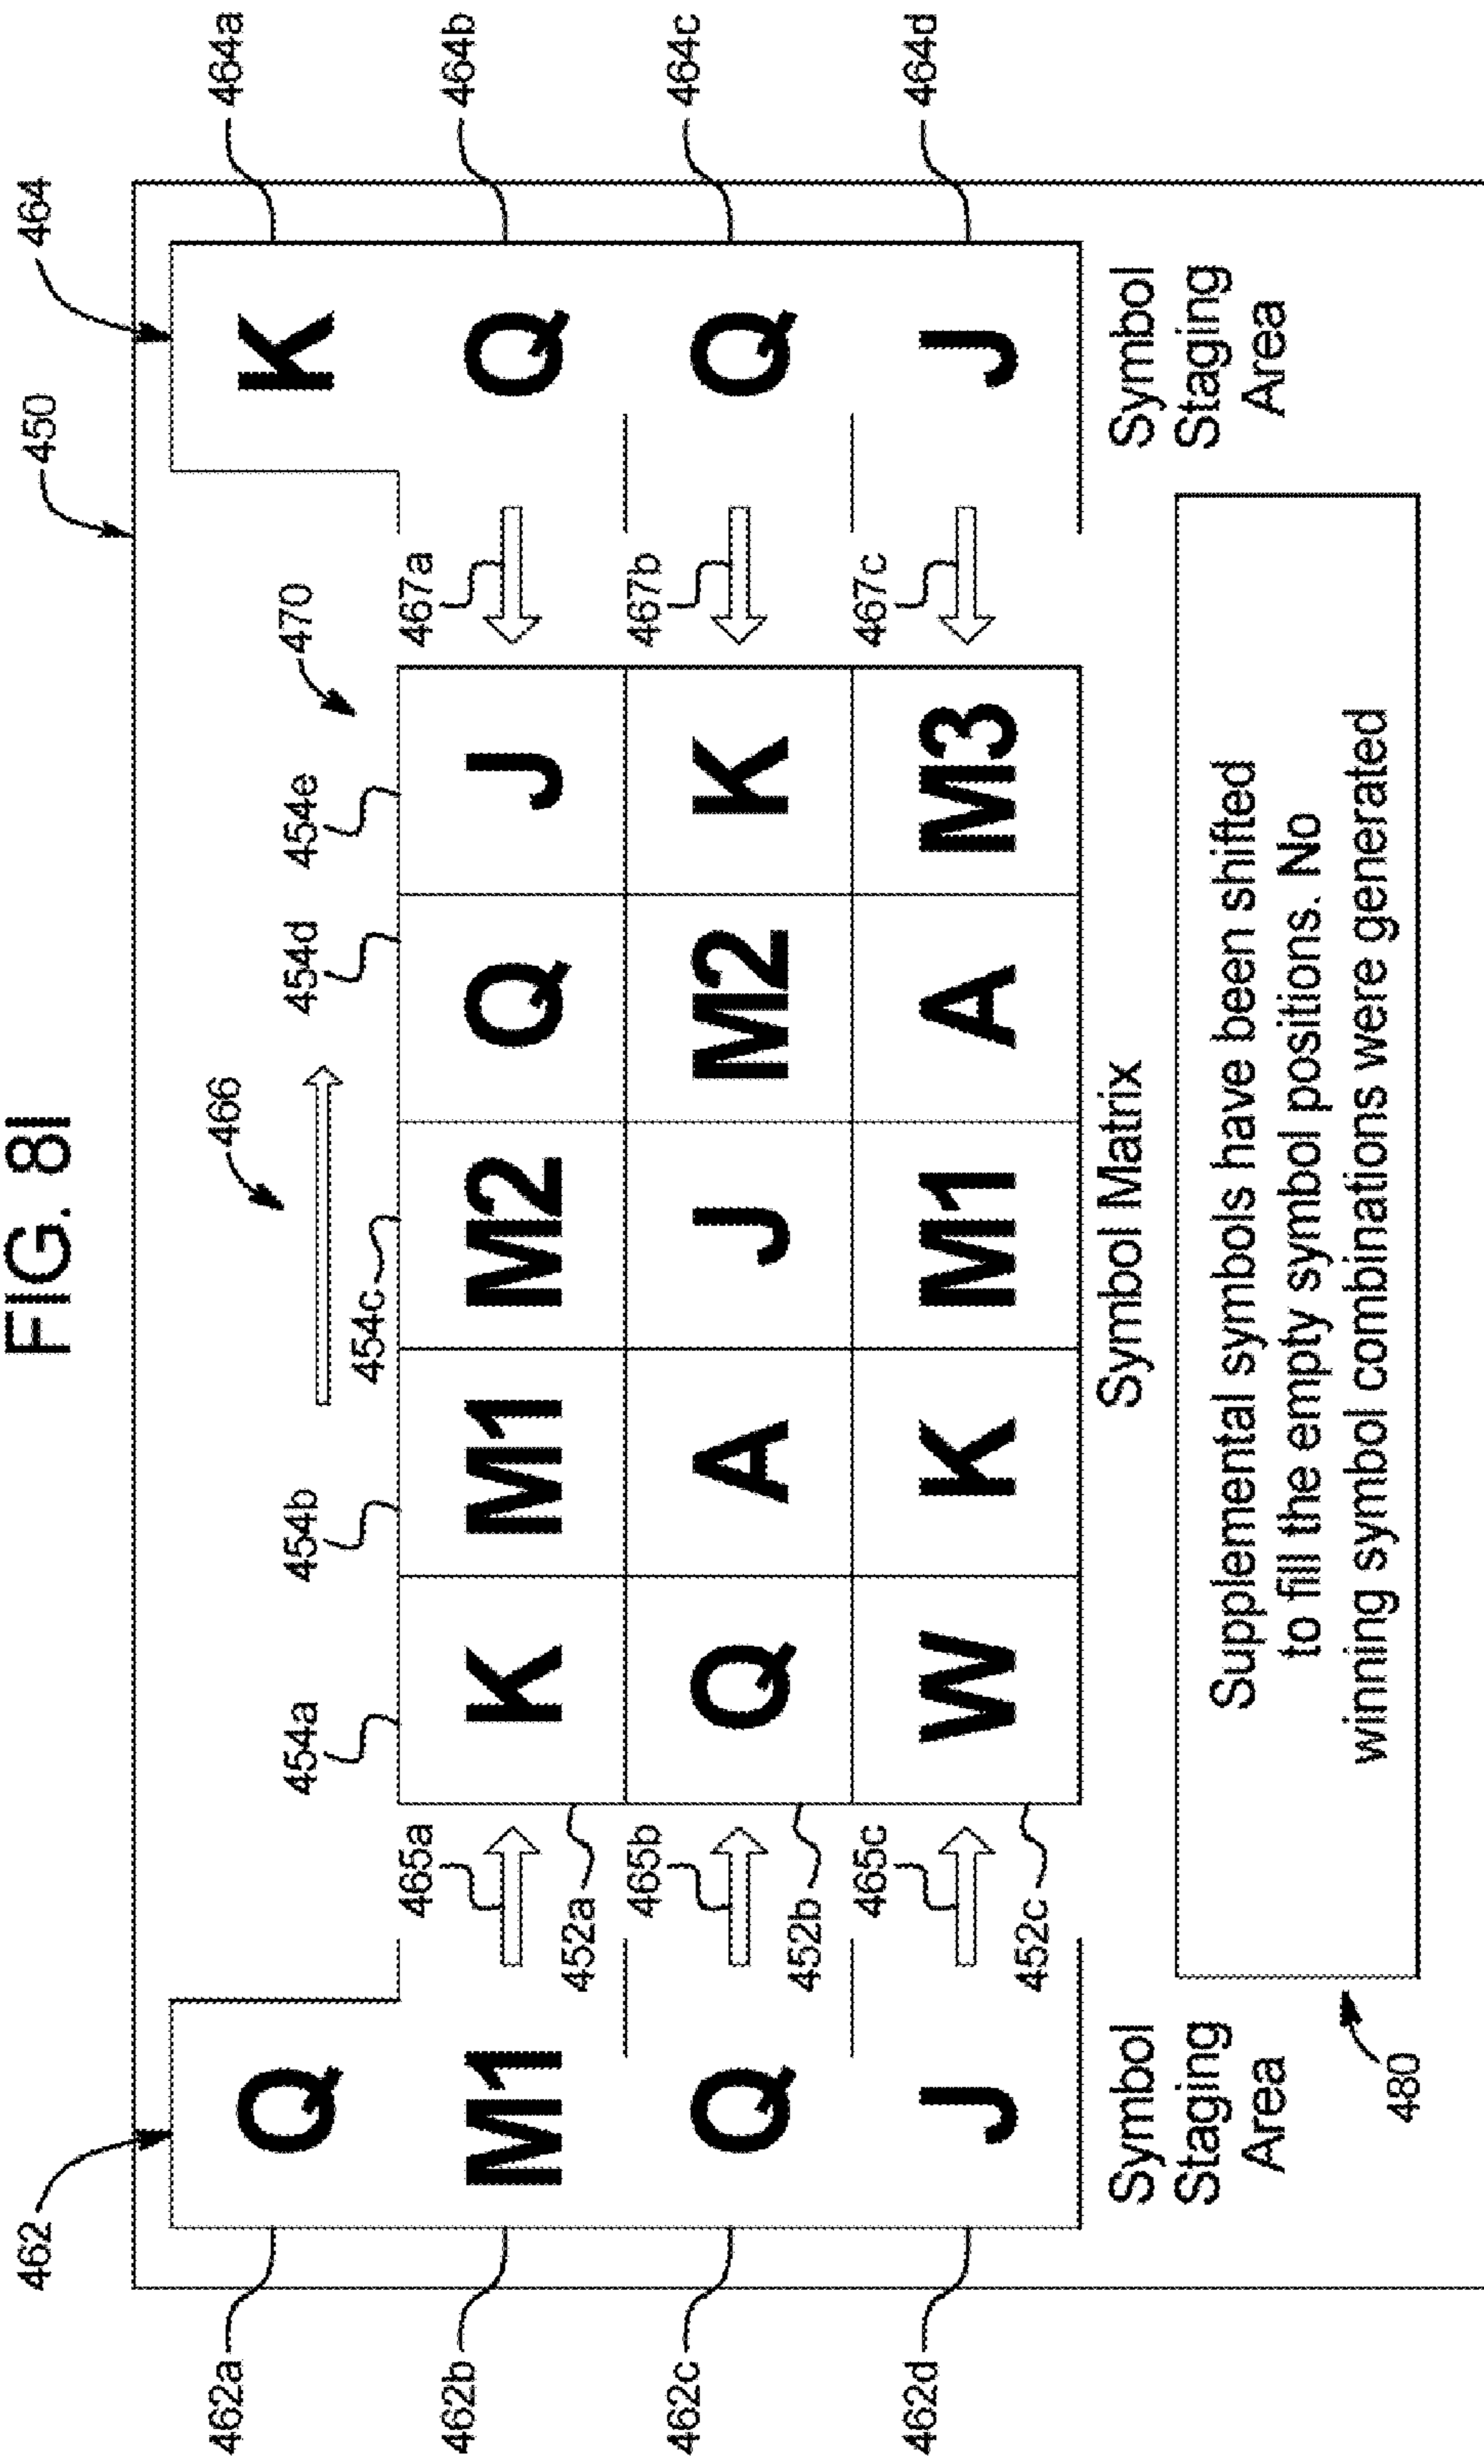 FIG. 8I
462
450
464
466
470
454a
454b
454c
454d
454e
462a
Q
K
464a
462b
M1
465a
K
M1
M2
Q
J
467a
Q
464b
452a
462c
Q
465b
Q
A
J
M2
K
467b
Q
464c
452b
462d
J
465c
W
K
M1
A
M3
467c
J
464d
452c
Symbol
Staging
Area
Symbol Matrix
Symbol
Staging
Area
480
Supplemental symbols have been shifted
to fill the empty symbol positions. No
winning symbol combinations were generated